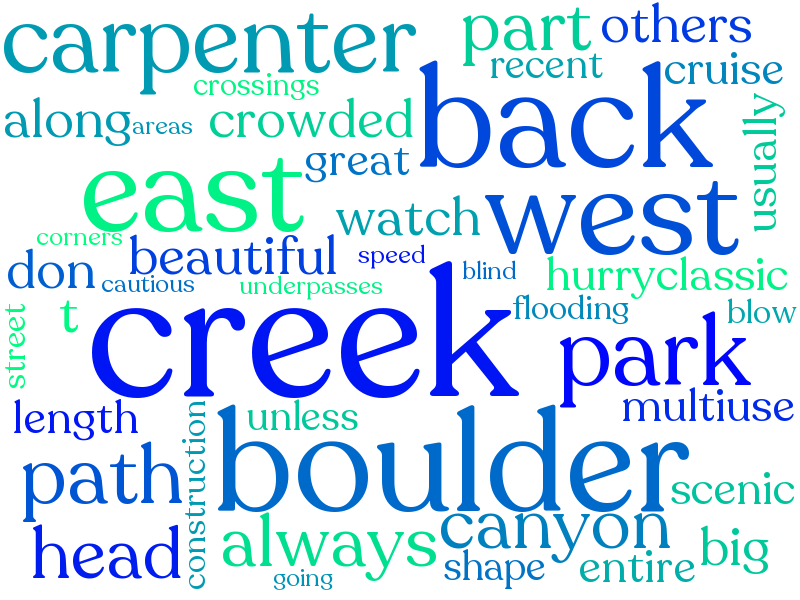 carpenter
part
others
recent
cruise
crossings
back
along
areas
crowded
usually
great
east
west
watch
corners
beautiful
speed
don
cautious
underpasses
blind
hurryclassic
creek
flooding
blow
street
t
park
length
multiuse
construction
unless
boulder
path
scenic
always
canyon
head
big
shape
entire
going